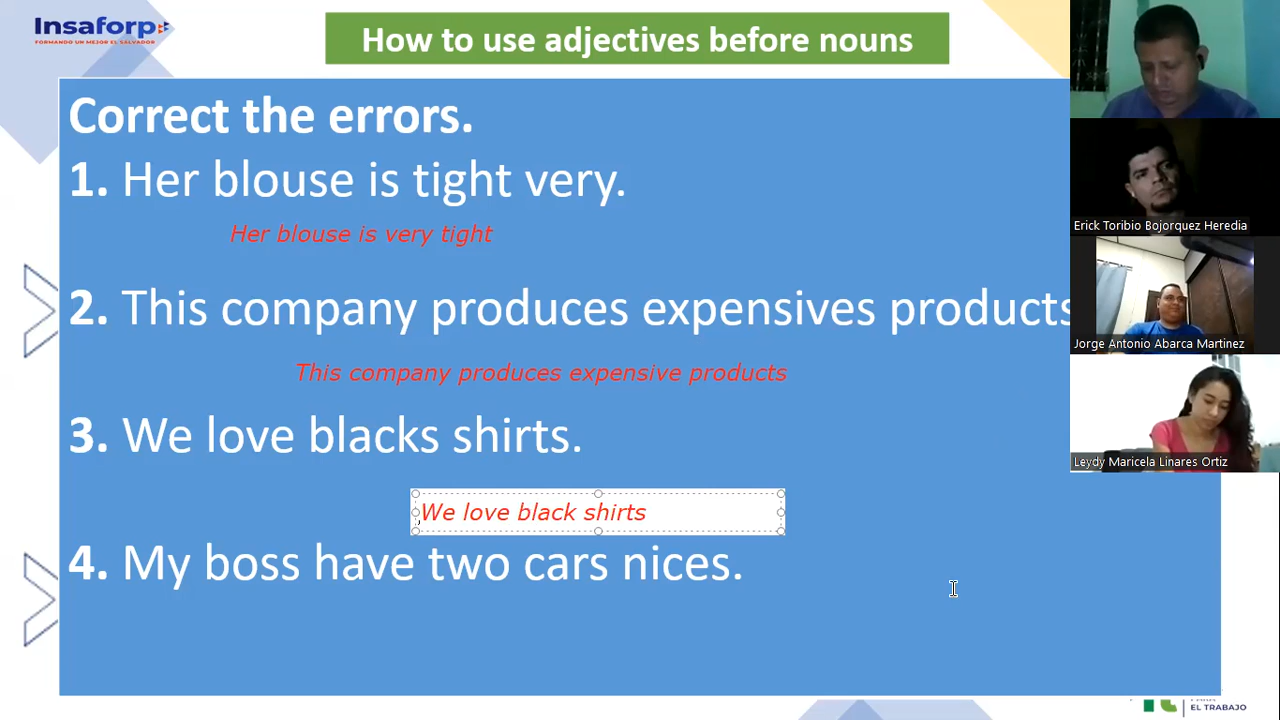 Insaforp
FORMANDO UN MEJOR EL SALVADOR
How to use adjectives before nouns
Correct the errors.
1. Her blouse is tight very.
Her blouse is very tight
2. This company produces expensives products
This company produces expensive products
3. We love blacks shirts.
We love black shirts
4. My boss have two cars nices.
Erick Toribio Bojorquez Heredia
Jorge Antonio Abarca Martinez
Leydy Maricela Linares Ortiz
EL TRABAJO